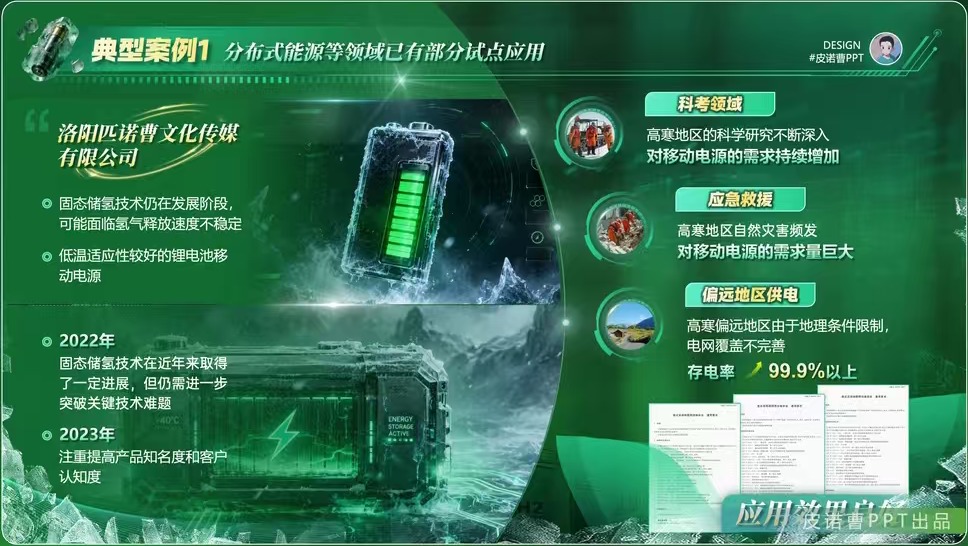 典型案例1 分布式能源等领域已有部分试点应用
DESIGN
#皮诺曹PPT
洛阳匹诺曹文化传媒
有限公司
固态储氢技术仍在发展阶段，
可能面临氢气释放速度不稳定
低温适应性较好的锂电池移
动电源
2022年
固态储氢技术在近年来取得
了一定进展，但仍需进一步
突破关键技术难题
2023年
注重提高产品知名度和客户
认知度
ENERGY
STORAGE
ACTIVE
科考领域
高寒地区的科学研究不断深入
对移动电源的需求持续增加
应急救援
高寒地区自然灾害频发
对移动电源的需求量巨大
偏远地区供电
高寒偏远地区由于地理条件限制，
电网覆盖不完善
存电率 99.9%以上
应用效果良好
皮诺曹PPT出品